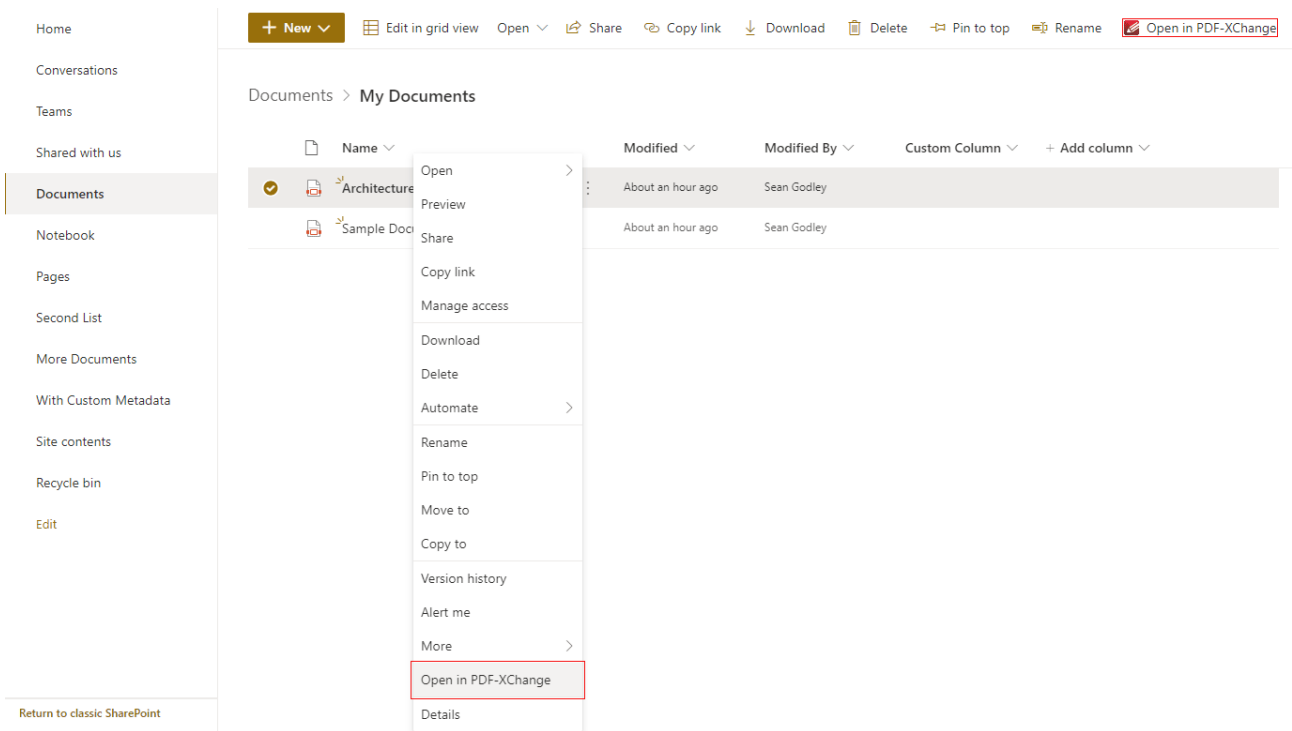 Home
Conversations
Teams
Shared with us
Documents
Notebook
Pages
Second List
More Documents
With Custom Metadata
Site contents
Recycle bin
Edit
Return to classic SharePoint
+ New Edit in grid view Open Share Copy link Download Delete Pin to top Rename Open in PDF-XChange
Documents > My Documents
Name Modified Modified By Custom Column + Add column
Architecture About an hour ago Sean Godley
Sample Doc About an hour ago Sean Godley
Open
Preview
Share
Copy link
Manage access
Download
Delete
Automate
Rename
Pin to top
Move to
Copy to
Version history
Alert me
More
Open in PDF-XChange
Details